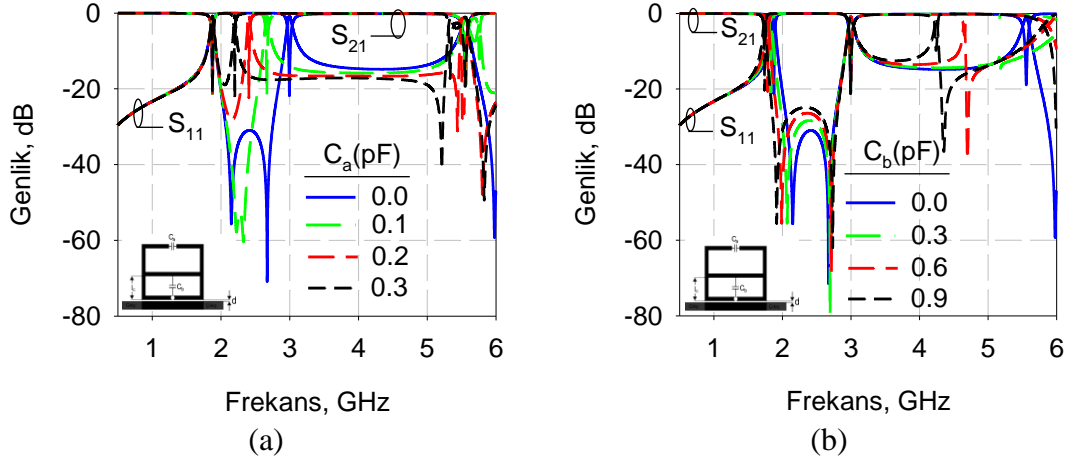 0
-20
-40
-60
-80
Genlik, dB
S21
S11
Ca(pF)
0.0
0.1
0.2
0.3
d
1 2 3 4 5 6
Frekans, GHz
(a)
0
-20
-40
-60
-80
Genlik, dB
S21
S11
Cb(pF)
0.0
0.3
0.6
0.9
d
1 2 3 4 5 6
Frekans, GHz
(b)